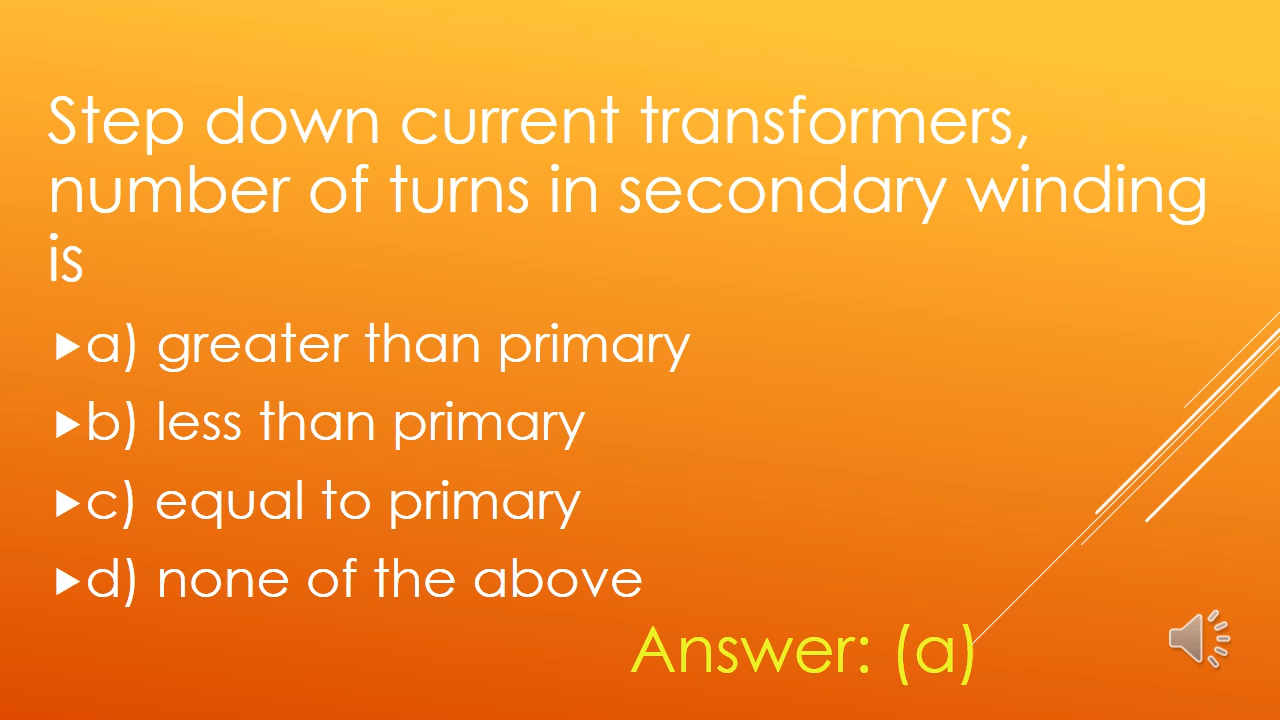 Step down current transformers,
number of turns in secondary winding
is
a) greater than primary
b) less than primary
c) equal to primary
d) none of the above
Answer: (a)